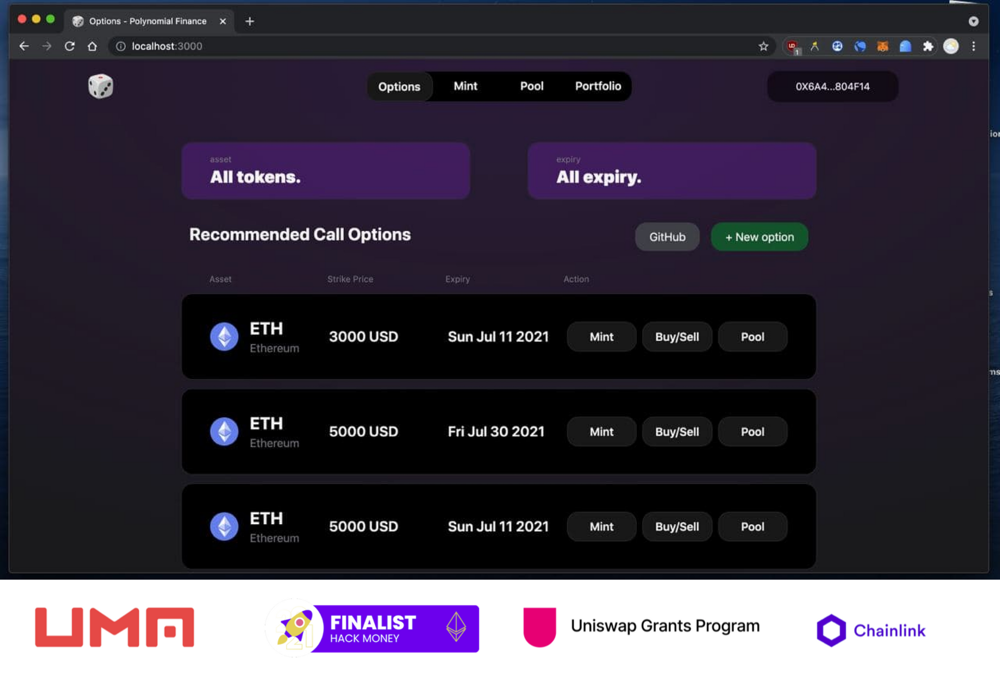 Options - Polynomial Finance
localhost:3000
1
Options Mint Pool Portfolio
0X6A4...804F14
asset
All tokens.
expiry
All expiry.
Recommended Call Options
GitHub
+ New option
Asset Strike Price Expiry Action
ETH
Ethereum
3000 USD
Sun Jul 11 2021
Mint Buy/Sell Pool
ETH
Ethereum
5000 USD
Fri Jul 30 2021
Mint Buy/Sell Pool
ETH
Ethereum
5000 USD
Sun Jul 11 2021
Mint Buy/Sell Pool
UMA
FINALIST
HACK MONEY
Uniswap Grants Program
Chainlink